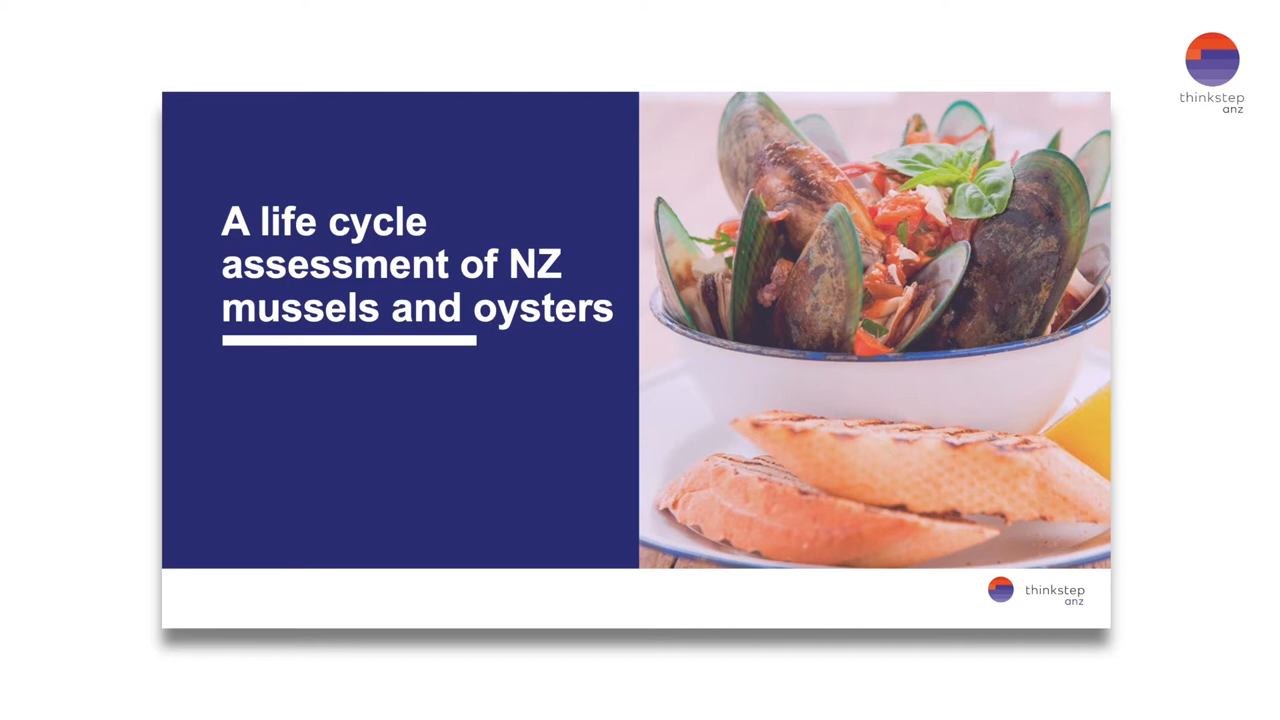 thinkstep
anz
A life cycle
assessment of NZ
mussels and oysters
thinkstep
anz